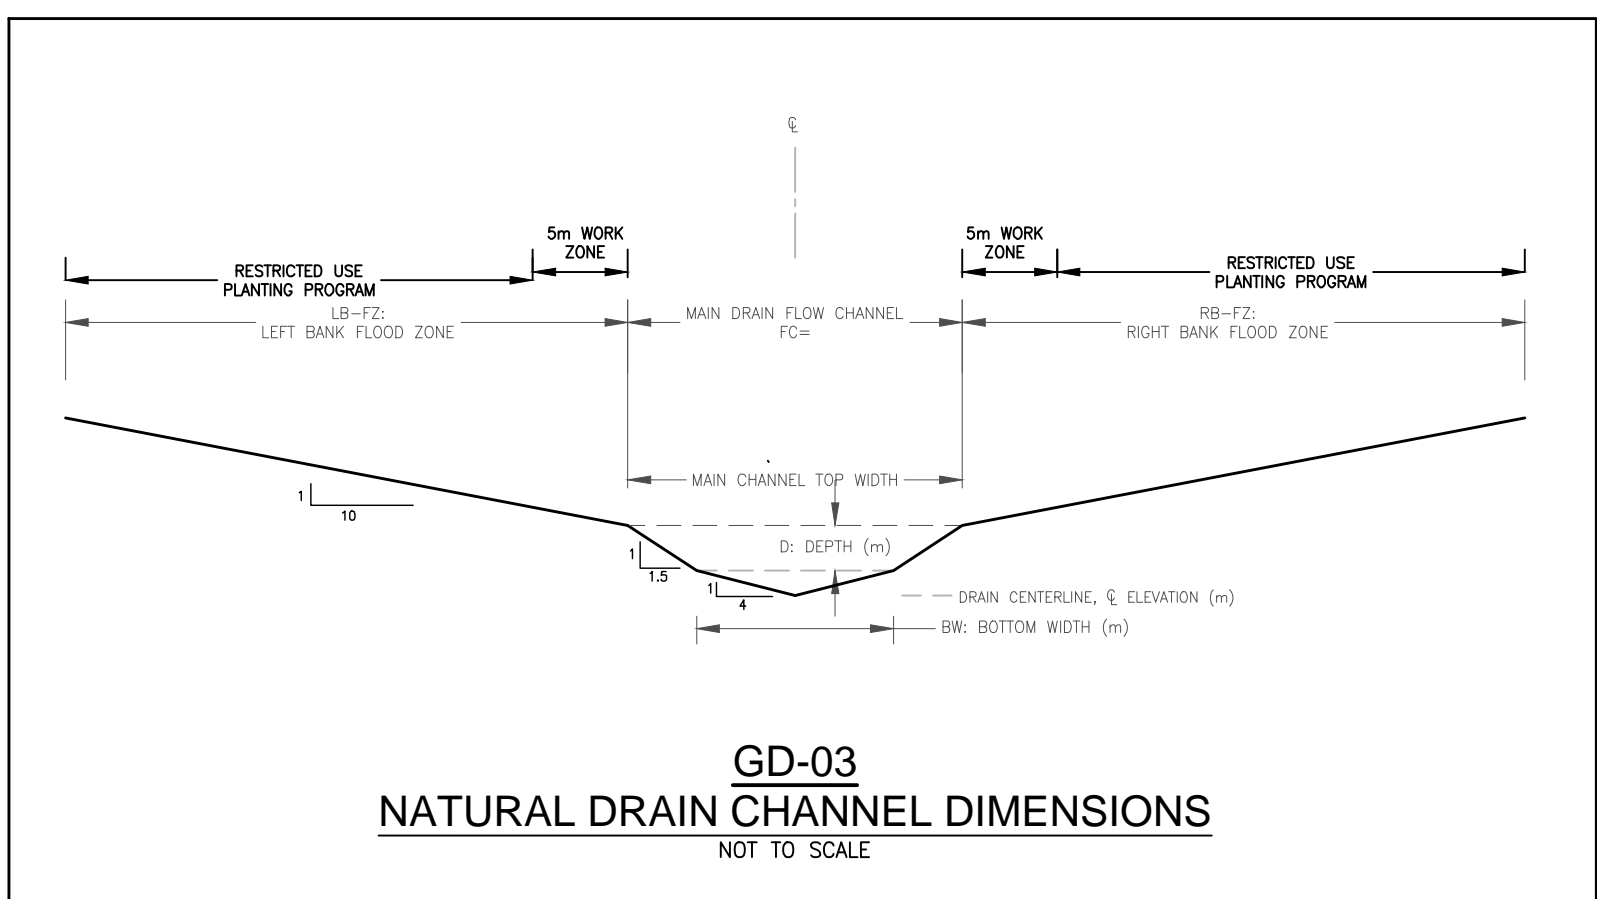 ℄
5m WORK
ZONE
5m WORK
ZONE
RESTRICTED USE
PLANTING PROGRAM
RESTRICTED USE
PLANTING PROGRAM
LB-FZ:
LEFT BANK FLOOD ZONE
MAIN DRAIN FLOW CHANNEL
FC=
RB-FZ:
RIGHT BANK FLOOD ZONE
MAIN CHANNEL TOP WIDTH
1
10
D: DEPTH (m)
1
1.5
1
4
DRAIN CENTERLINE, ℄ ELEVATION (m)
BW: BOTTOM WIDTH (m)
GD-03
NATURAL DRAIN CHANNEL DIMENSIONS
NOT TO SCALE